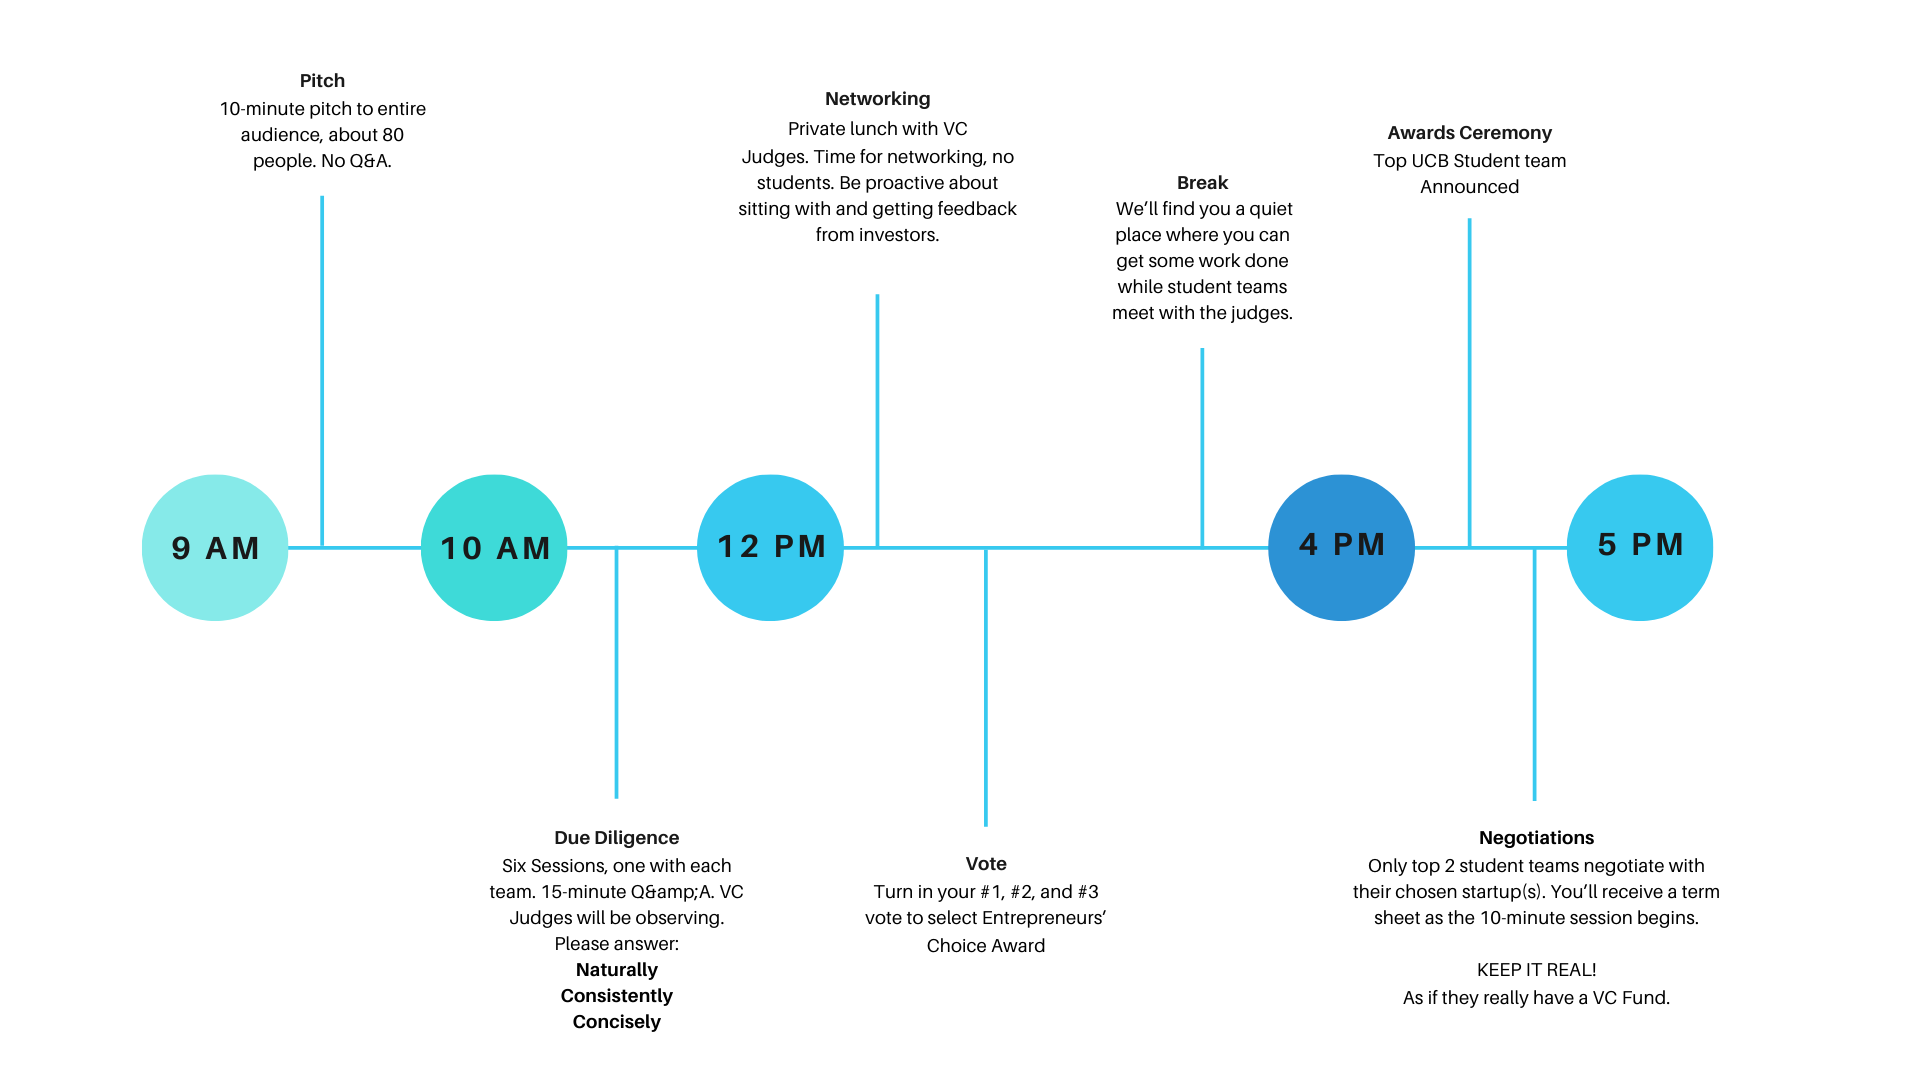 Pitch
10-minute pitch to entire
audience, about 80
people. No Q&A.
Networking
Private lunch with VC
Judges. Time for networking, no
students. Be proactive about
sitting with and getting feedback
from investors.
Break
We’ll find you a quiet
place where you can
get some work done
while student teams
meet with the judges.
Awards Ceremony
Top UCB Student team
Announced
9 AM
10 AM
12 PM
4 PM
5 PM
Due Diligence
Six Sessions, one with each
team. 15-minute Q&amp;A. VC
Judges will be observing.
Please answer:
Naturally
Consistently
Concisely
Vote
Turn in your #1, #2, and #3
vote to select Entrepreneurs’
Choice Award
Negotiations
Only top 2 student teams negotiate with
their chosen startup(s). You’ll receive a term
sheet as the 10-minute session begins.
KEEP IT REAL!
As if they really have a VC Fund.